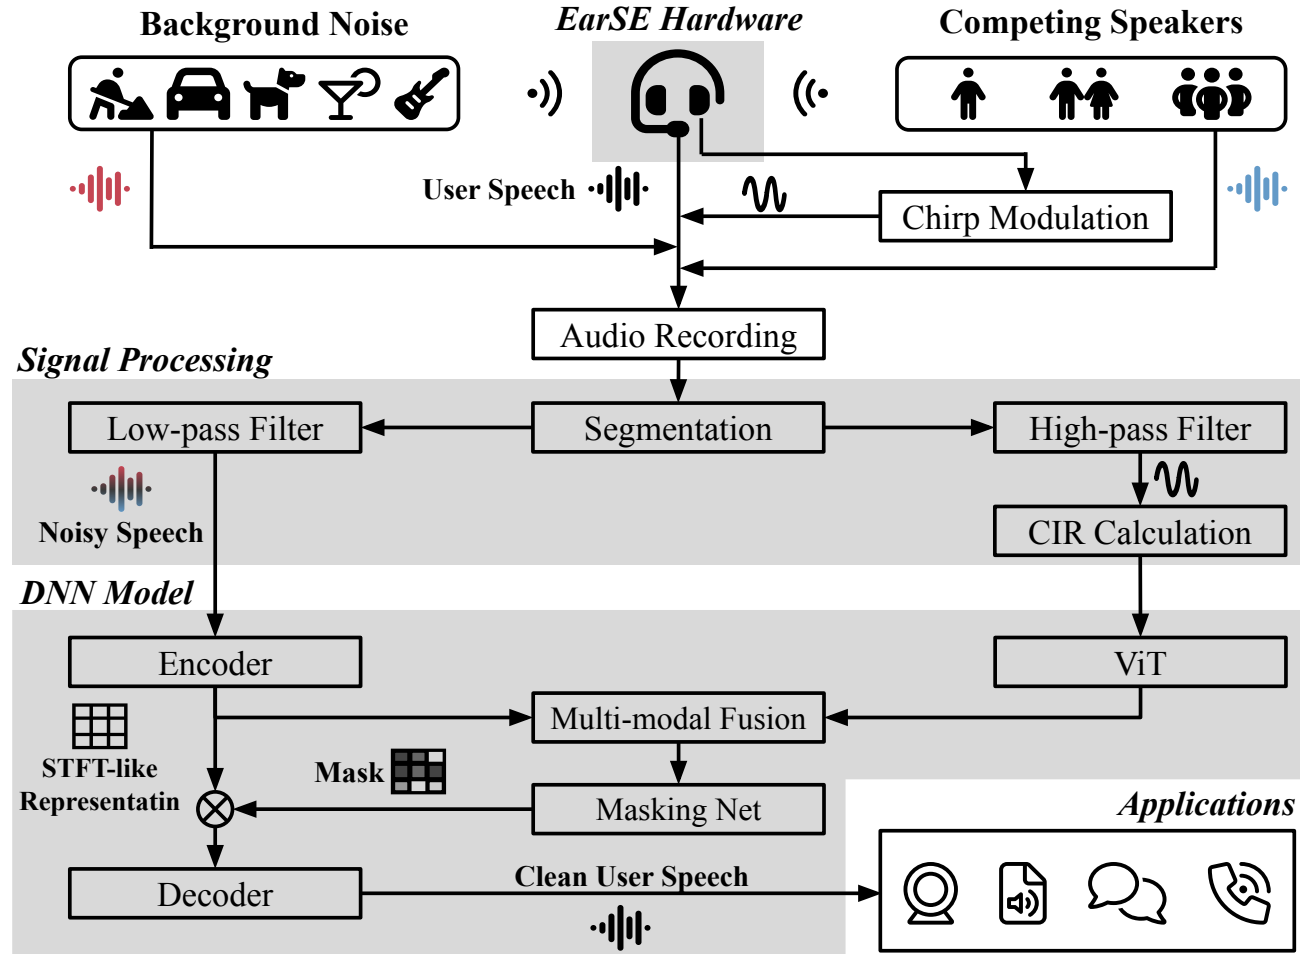 Background Noise
EarSE Hardware
Competing Speakers
User Speech
Chirp Modulation
Audio Recording
Signal Processing
Low-pass Filter
Segmentation
High-pass Filter
Noisy Speech
CIR Calculation
DNN Model
Encoder
ViT
Multi-modal Fusion
STFT-like
Representatin
Mask
Masking Net
Applications
Decoder
Clean User Speech